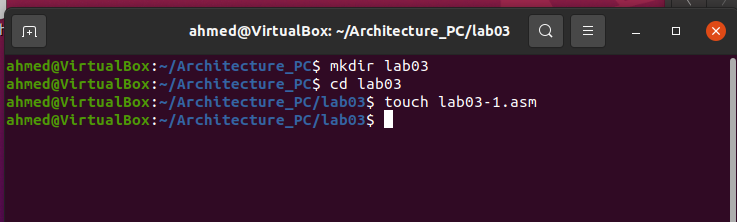 ahmed@VirtualBox: ~/Architecture_PC/lab03
ahmed@VirtualBox:~/Architecture_PC$ mkdir lab03
ahmed@VirtualBox:~/Architecture_PC$ cd lab03
ahmed@VirtualBox:~/Architecture_PC/lab03$ touch lab03-1.asm
ahmed@VirtualBox:~/Architecture_PC/lab03$